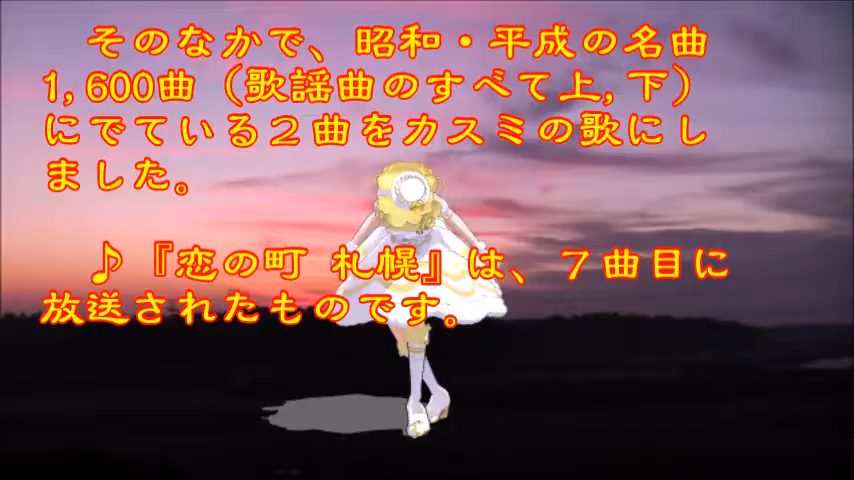 そのなかで、昭和・平成の名曲
1,600曲（歌謡曲のすべて上,下）
にでている２曲をカスミの歌にし
ました。
♪『恋の町 札幌』は、７曲目に
放送されたものです。